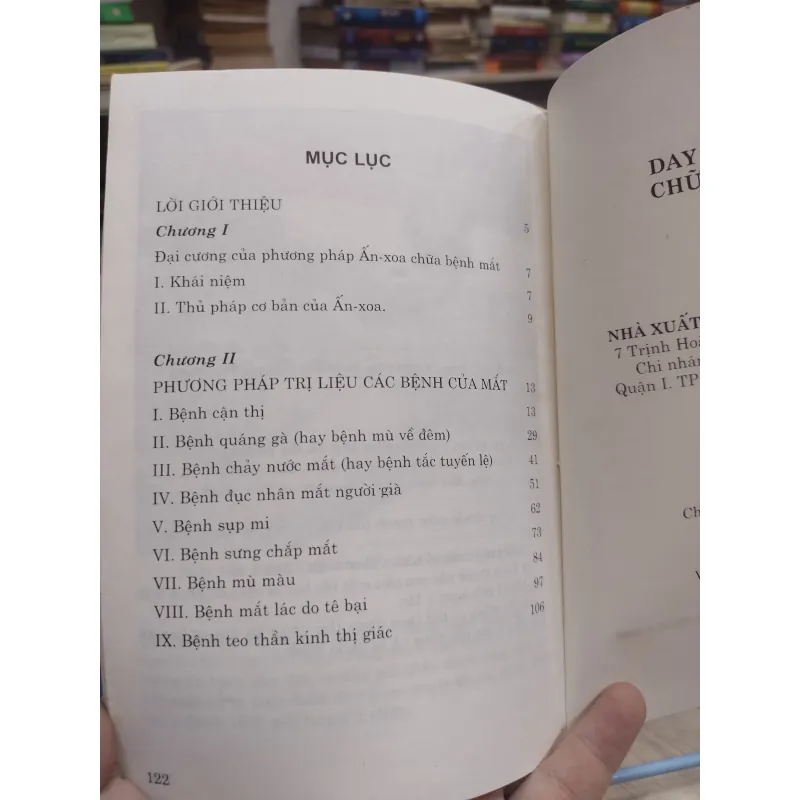 MỤC LỤC
LỜI GIỚI THIỆU 5
Chương I
Đại cương của phương pháp Ấn-xoa chữa bệnh mắt 7
I. Khái niệm 7
II. Thủ pháp cơ bản của Ấn-xoa. 9
Chương II
PHƯƠNG PHÁP TRỊ LIỆU CÁC BỆNH CỦA MẮT 13
I. Bệnh cận thị 13
II. Bệnh quáng gà (hay bệnh mù về đêm) 29
III. Bệnh chảy nước mắt (hay bệnh tắc tuyến lệ) 41
IV. Bệnh đục nhân mắt người già 51
V. Bệnh sụp mi 62
VI. Bệnh sưng chắp mắt 73
VII. Bệnh mù màu 84
VIII. Bệnh mắt lác do tê bại 97
IX. Bệnh teo thần kinh thị giác 106
122
DAY
CHỮ
NHÀ XUẤT
7 Trịnh Hoà
Chi nhán
Quận I. TP
Ch